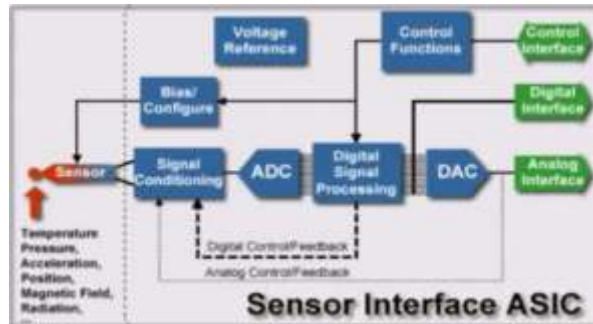 Voltage
Reference
Control
Functions
Control
Interface
Bias/
Configure
Digital
Interface
Sensor
Signal
Conditioning
ADC
Digital
Signal
Processing
DAC
Analog
Interface
Temperature
Pressure,
Acceleration,
Position,
Magnetic Field,
Radiation,
...
Digital Control/Feedback
Analog Control/Feedback
Sensor Interface ASIC